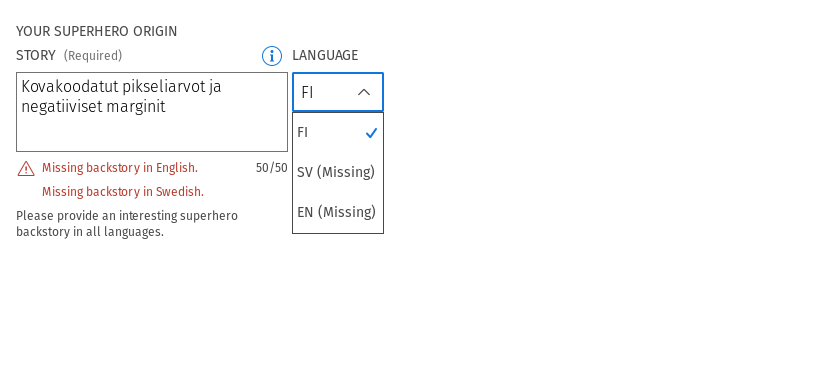 YOUR SUPERHERO ORIGIN
STORY (Required) LANGUAGE
Kovakoodatut pikseliarvot ja
negatiiviset marginit
FI
FI
SV (Missing)
EN (Missing)
Missing backstory in English. 50/50
Missing backstory in Swedish.
Please provide an interesting superhero
backstory in all languages.